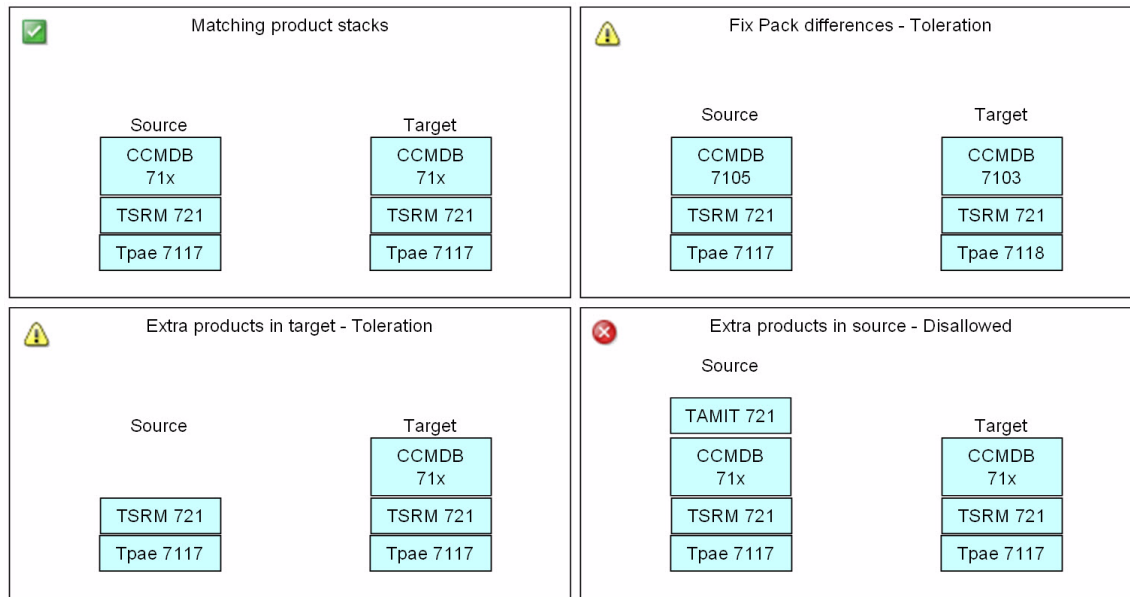 Matching product stacks
Source
Target
CCMDB
71x
CCMDB
71x
TSRM 721
TSRM 721
Tpae 7117
Tpae 7117
Fix Pack differences - Toleration
Source
Target
CCMDB
7105
CCMDB
7103
TSRM 721
TSRM 721
Tpae 7117
Tpae 7118
Extra products in target - Toleration
Source
Target
CCMDB
71x
TSRM 721
TSRM 721
Tpae 7117
Tpae 7117
Extra products in source - Disallowed
Source
TAMIT 721
Target
CCMDB
71x
CCMDB
71x
TSRM 721
TSRM 721
Tpae 7117
Tpae 7117